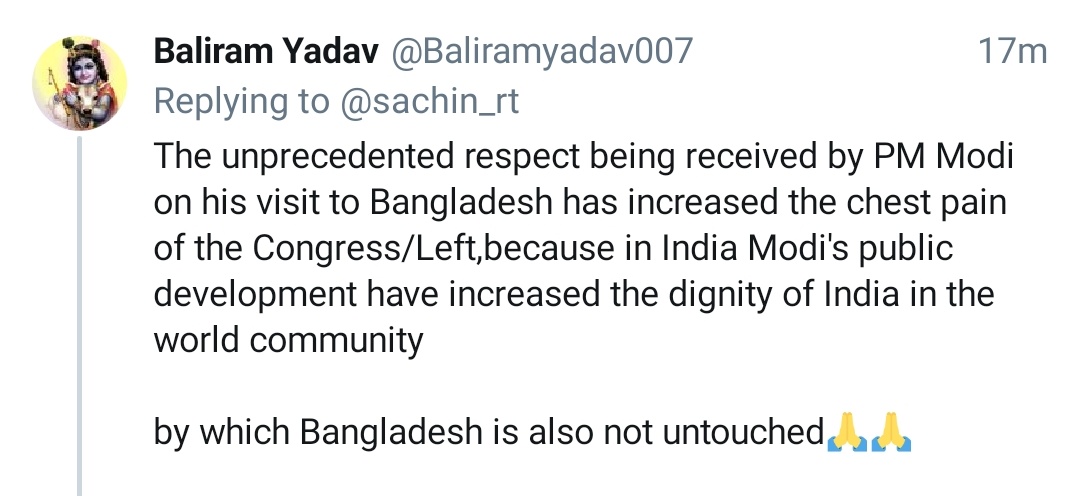 Baliram Yadav @Baliramyadav007 17m
Replying to @sachin_rt
The unprecedented respect being received by PM Modi
on his visit to Bangladesh has increased the chest pain
of the Congress/Left,because in India Modi's public
development have increased the dignity of India in the
world community
by which Bangladesh is also not untouched🙏🙏